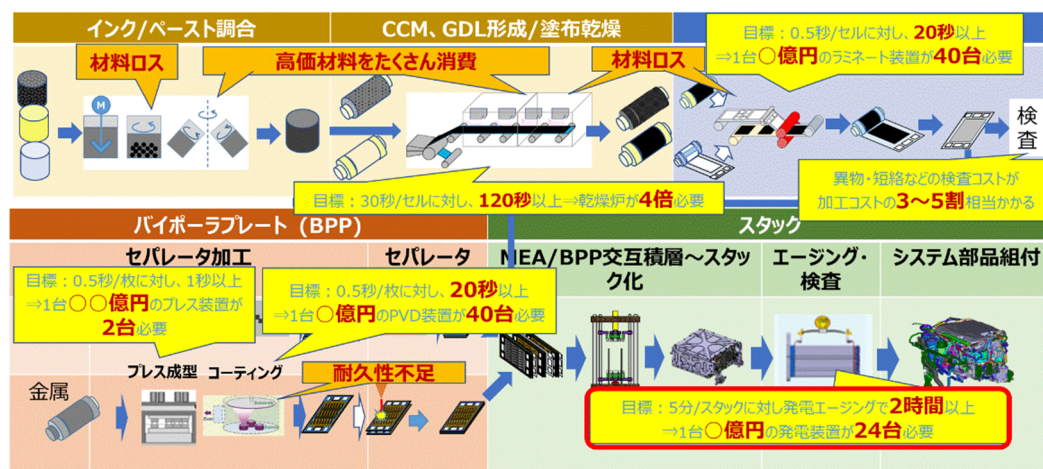 インク/ペースト調合
CCM、GDL形成/塗布乾燥
目標：0.5秒/セルに対し、20秒以上
⇒1台〇億円のラミネート装置が40台必要
材料ロス
高価材料をたくさん消費
材料ロス
M
検
査
目標：30秒/セルに対し、120秒以上⇒乾燥炉が4倍必要
異物・短絡などの検査コストが
加工コストの3～5割相当かかる
バイポーラプレート（BPP）
スタック
セパレータ加工
セパレータ
MEA/BPP交互積層～スタッ
ク化
エージング・
検査
システム部品組付
目標：0.5秒/枚に対し、1秒以上
⇒1台〇〇億円のプレス装置が
2台必要
目標：0.5秒/枚に対し、20秒以上
⇒1台〇億円のPVD装置が40台必要
プレス成型
コーティング
耐久性不足
金属
目標：5分/スタックに対し発電エージングで2時間以上
⇒1台〇億円の発電装置が24台必要